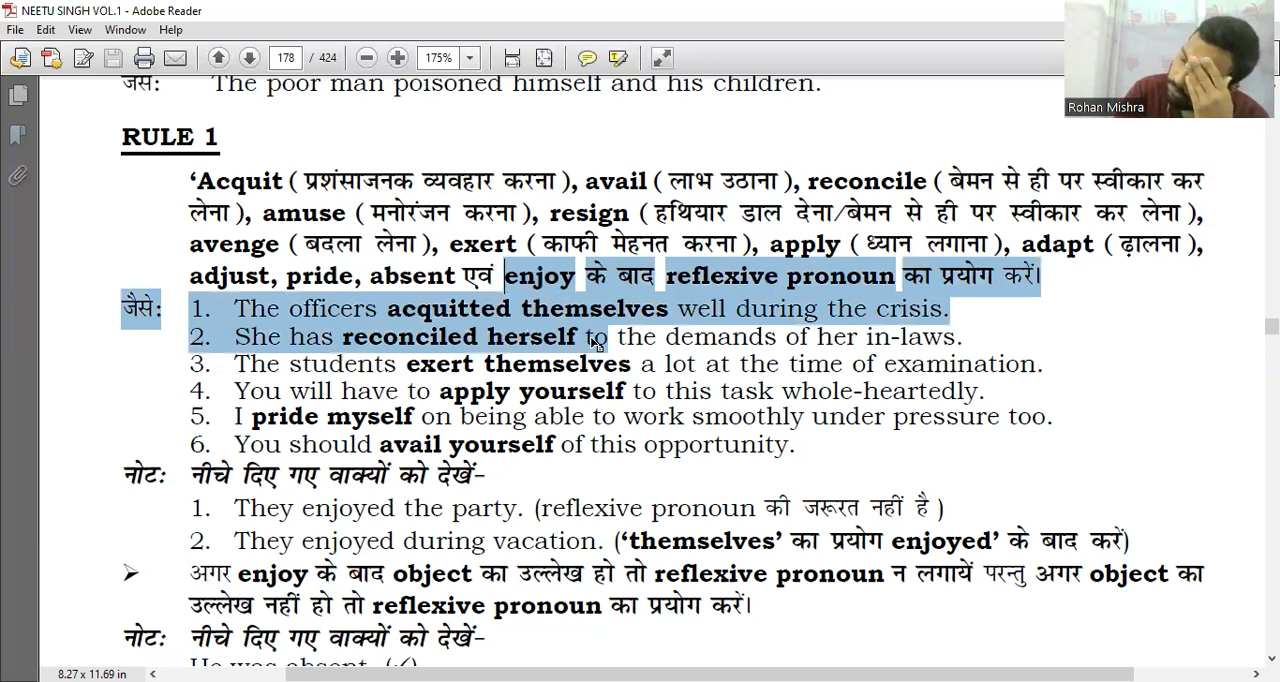 NEETU SINGH VOL.1 - Adobe Reader
File Edit View Window Help
178 / 424 175%
Rohan Mishra
जैसे: The poor man poisoned himself and his children.
RULE 1
‘Acquit (प्रशंसाजनक व्यवहार करना), avail (लाभ उठाना), reconcile (बेमन से ही पर स्वीकार कर
लेना), amuse (मनोरंजन करना), resign (हथियार डाल देना/बेमन से ही पर स्वीकार कर लेना),
avenge (बदला लेना), exert (काफी मेहनत करना), apply (ध्यान लगाना), adapt (ढ़ालना),
adjust, pride, absent एवं enjoy के बाद reflexive pronoun का प्रयोग करें।
जैसे: 1. The officers acquitted themselves well during the crisis.
2. She has reconciled herself to the demands of her in-laws.
3. The students exert themselves a lot at the time of examination.
4. You will have to apply yourself to this task whole-heartedly.
5. I pride myself on being able to work smoothly under pressure too.
6. You should avail yourself of this opportunity.
नोट: नीचे दिए गए वाक्यों को देखें-
1. They enjoyed the party. (reflexive pronoun की जरूरत नहीं है )
2. They enjoyed during vacation. (‘themselves’ का प्रयोग enjoyed’ के बाद करें)
➢ अगर enjoy के बाद object का उल्लेख हो तो reflexive pronoun न लगायें परन्तु अगर object का
उल्लेख नहीं हो तो reflexive pronoun का प्रयोग करें।
नोट: नीचे दिए गए वाक्यों को देखें-
He was absent. (✓)
8.27 x 11.69 in